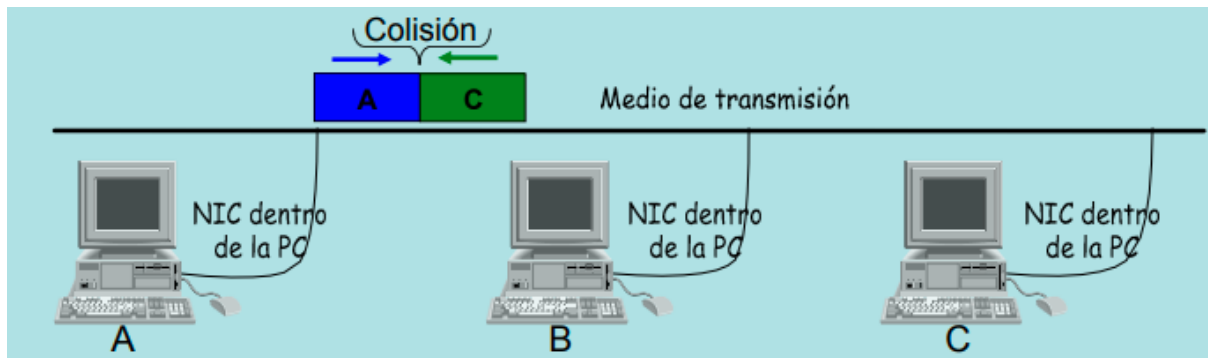 Colisión
A C
Medio de transmisión
NIC dentro
de la PC
NIC dentro
de la PC
NIC dentro
de la PC
A
B
C